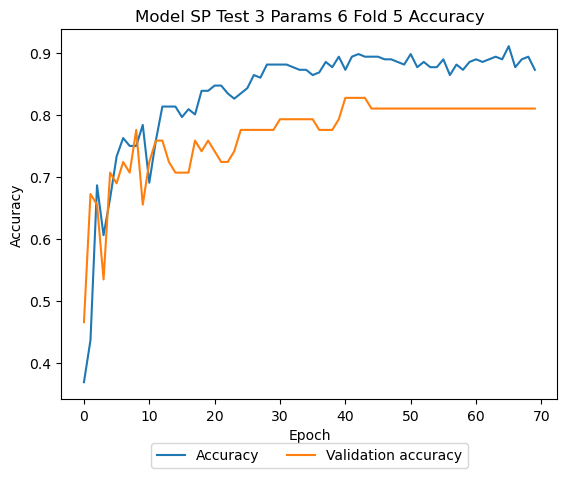 Model SP Test 3 Params 6 Fold 5 Accuracy
Accuracy
0.9
0.8
0.7
0.6
0.5
0.4
0 10 20 30 40 50 60 70
Epoch
Accuracy Validation accuracy